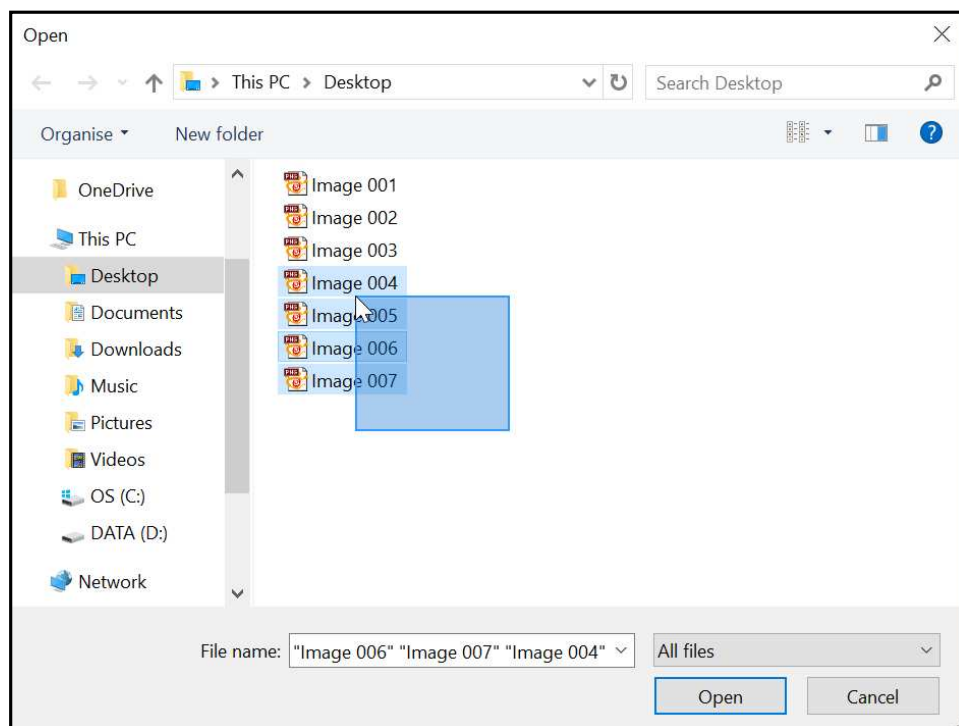 Open
This PC > Desktop
Search Desktop
Organise
New folder
OneDrive
This PC
Desktop
Documents
Downloads
Music
Pictures
Videos
OS (C:)
DATA (D:)
Network
Image 001
Image 002
Image 003
Image 004
Image 005
Image 006
Image 007
File name: "Image 006" "Image 007" "Image 004"
All files
Open
Cancel